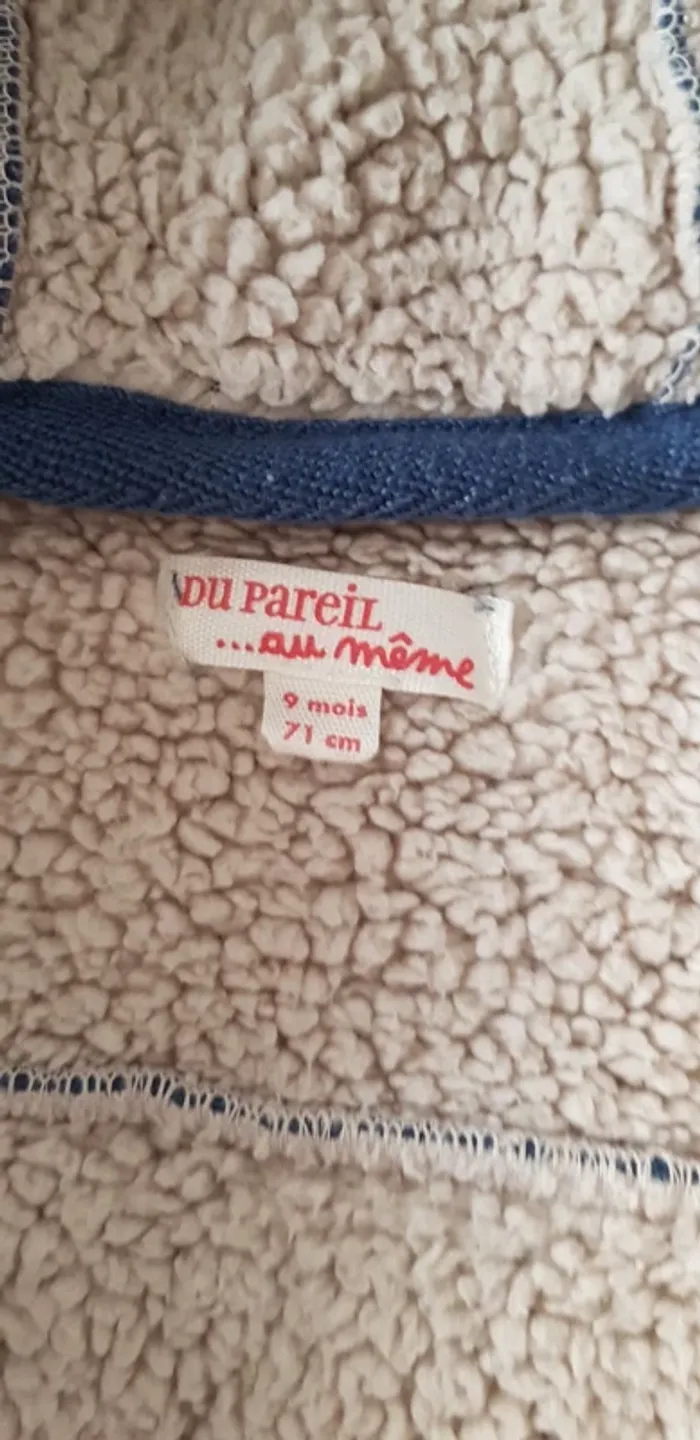 DU PAREIL
...au même
9 mois
71 cm